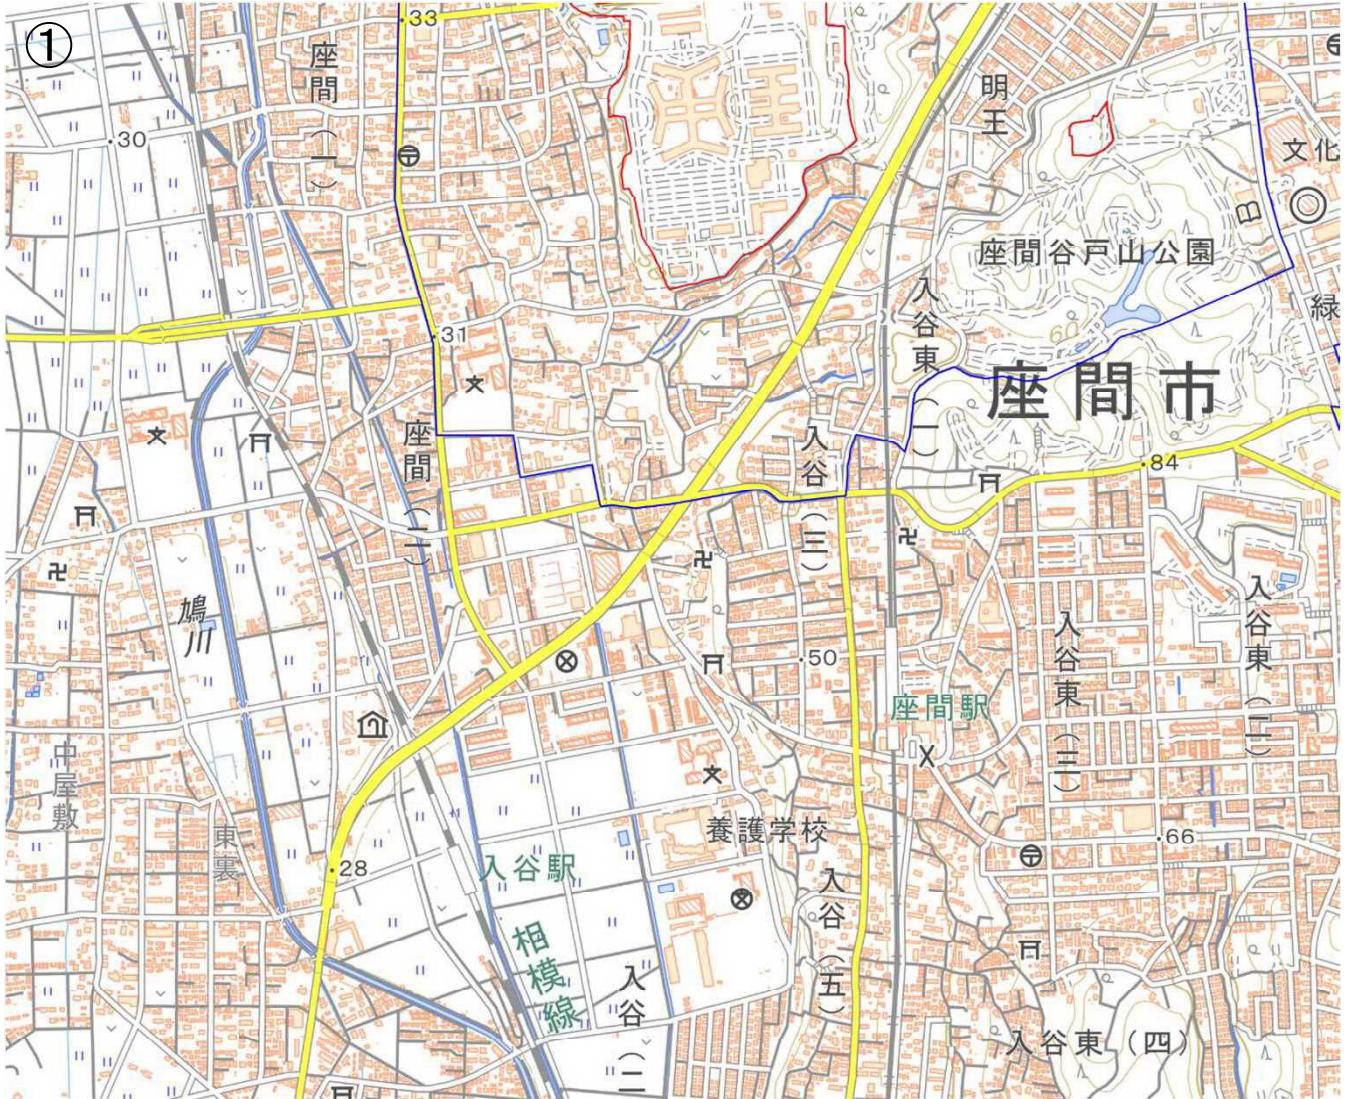 ①
33
座間(一)
明王
30
文化
座間谷戸山公園
入谷東(一)
緑
60
31
座間市
座間(二)
入谷(三)
84
鳩川
入谷東(三)
入谷東(二)
50
座間駅
中屋敷
東裏
養護学校
66
28
入谷駅
入谷(五)
相模線
入谷(二
入谷東(四)